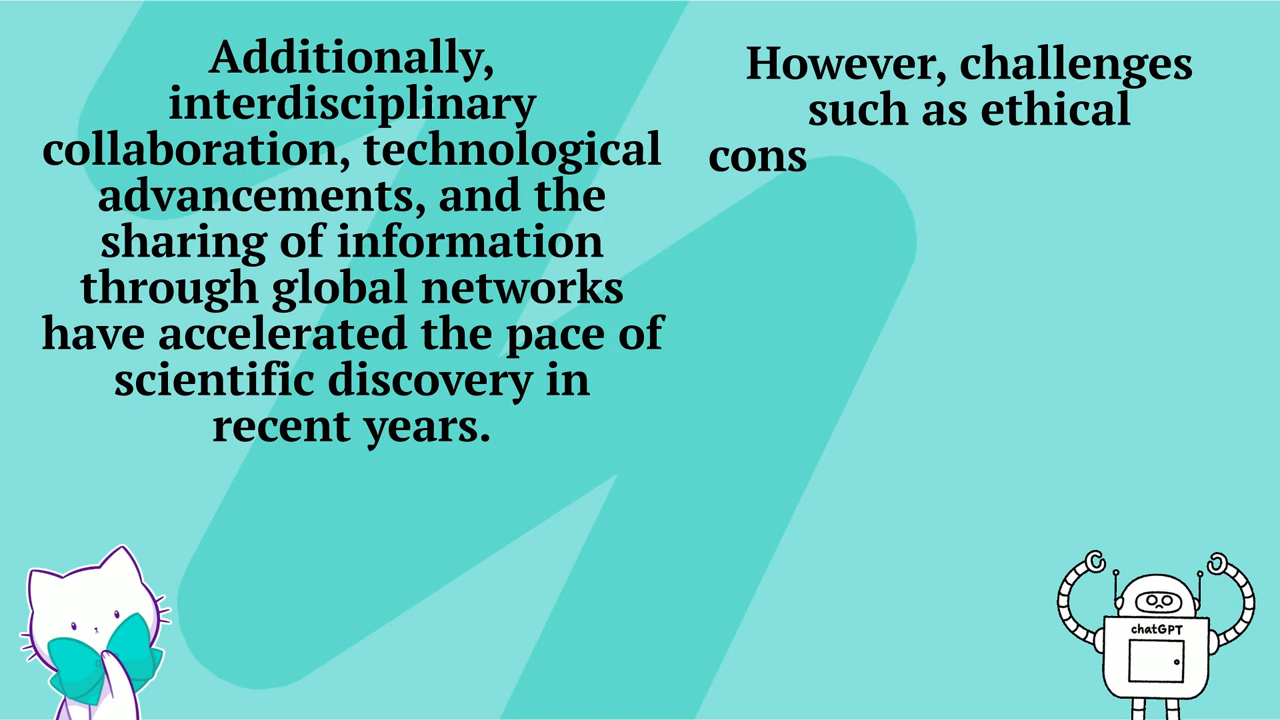 Additionally,
interdisciplinary
collaboration, technological
advancements, and the
sharing of information
through global networks
have accelerated the pace of
scientific discovery in
recent years.
However, challenges
such as ethical
cons
chatGPT